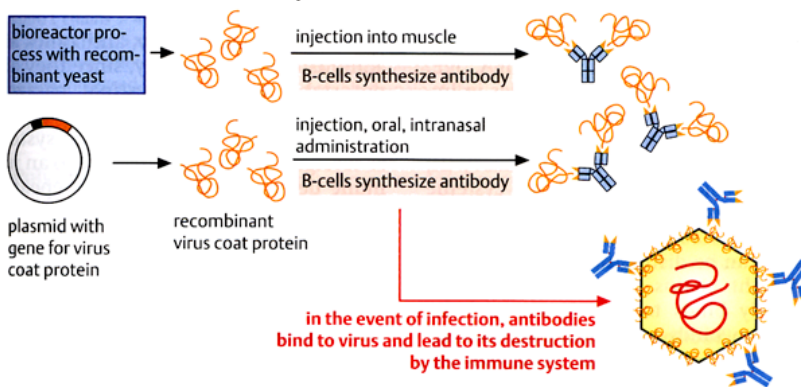 bioreactor pro-
cess with recom-
binant yeast
injection into muscle
B-cells synthesize antibody
injection, oral, intranasal
administration
B-cells synthesize antibody
plasmid with
gene for virus
coat protein
recombinant
virus coat protein
in the event of infection, antibodies
bind to virus and lead to its destruction
by the immune system